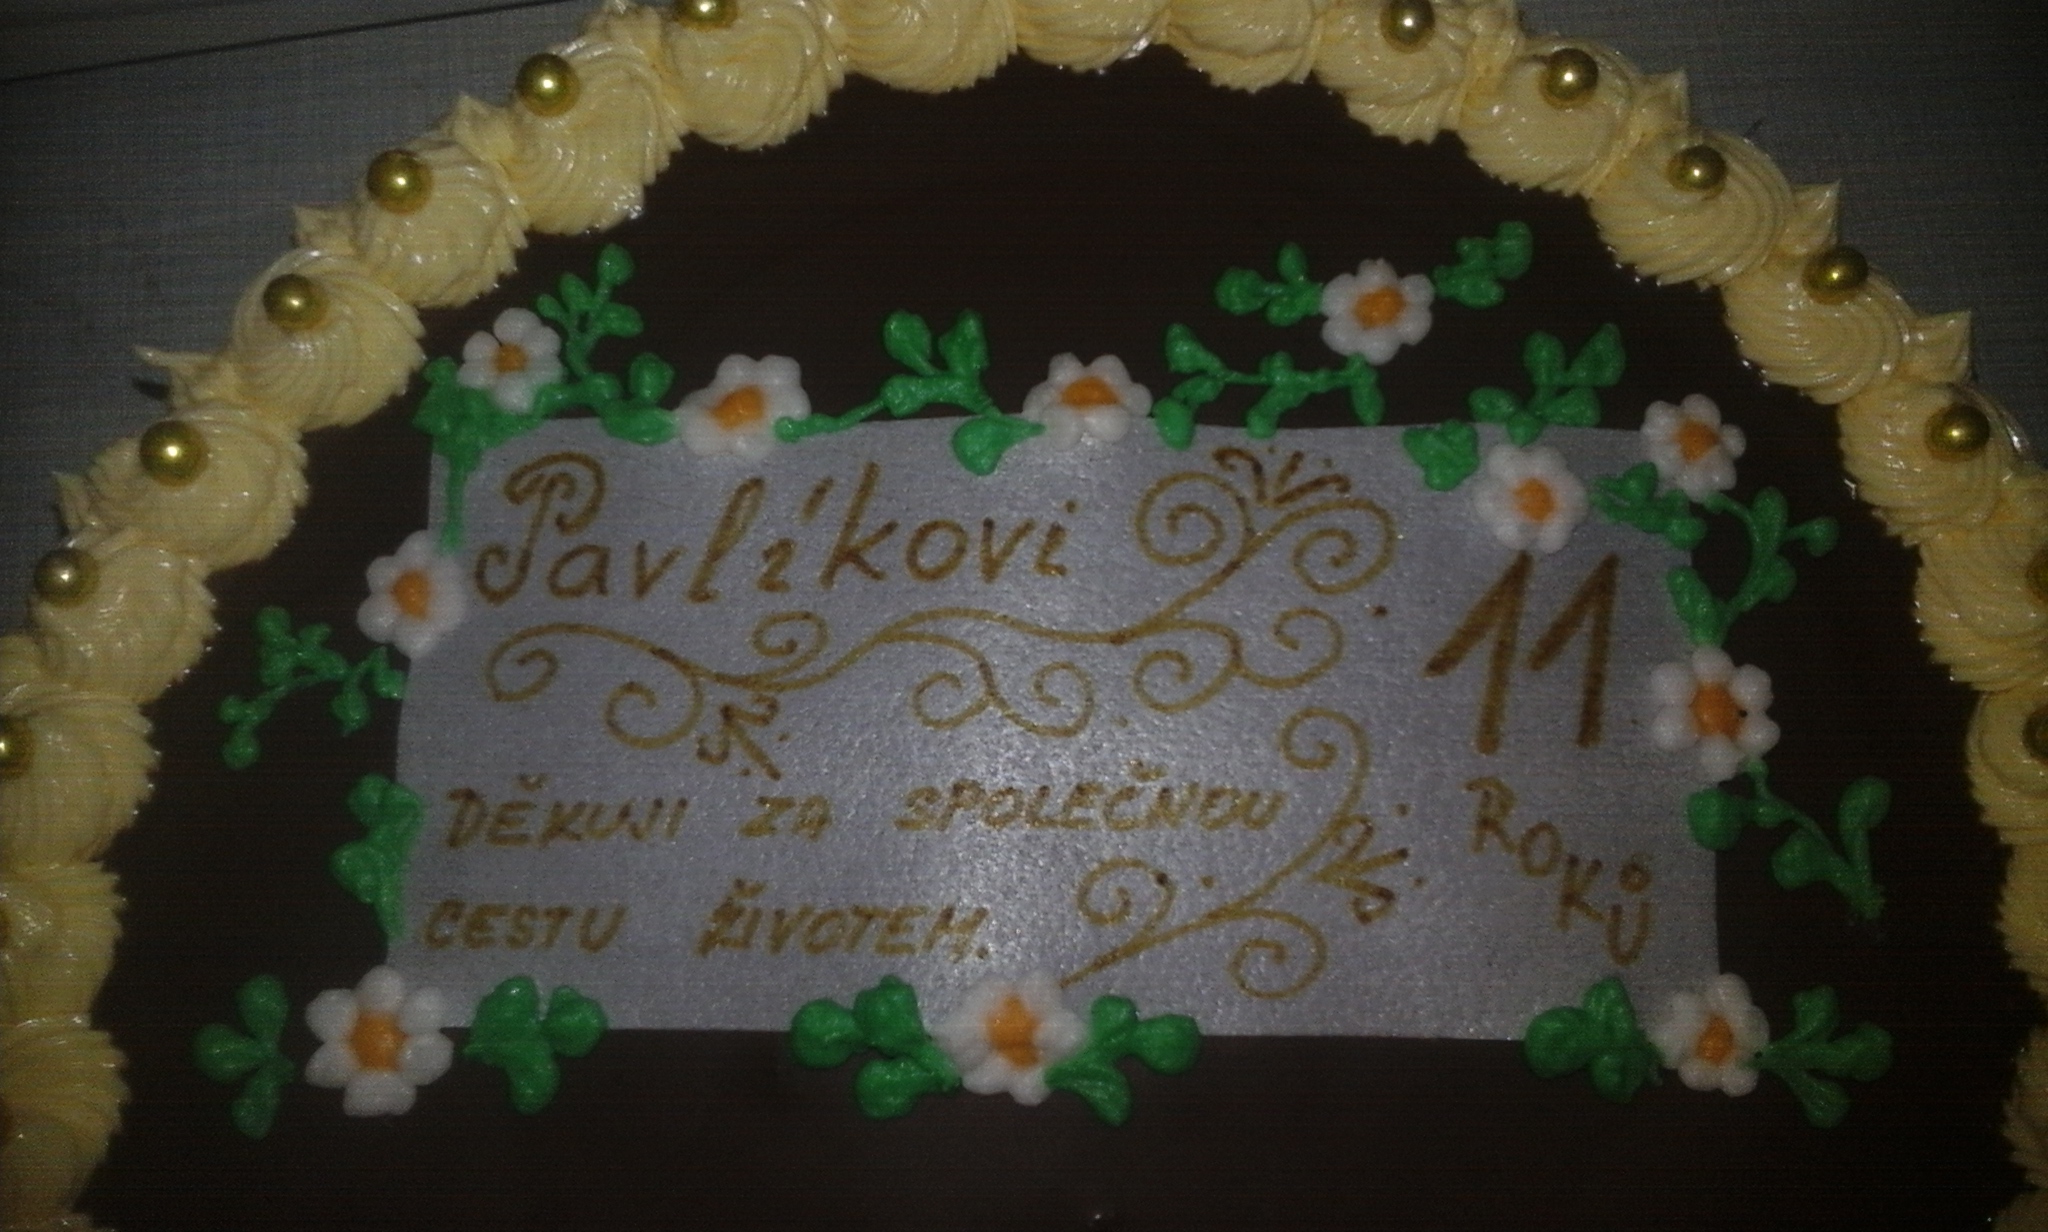 Pavlíkovi
11
ROKŮ
DĚKUJI ZA SPOLEČNOU
CESTU ŽIVOTEM.